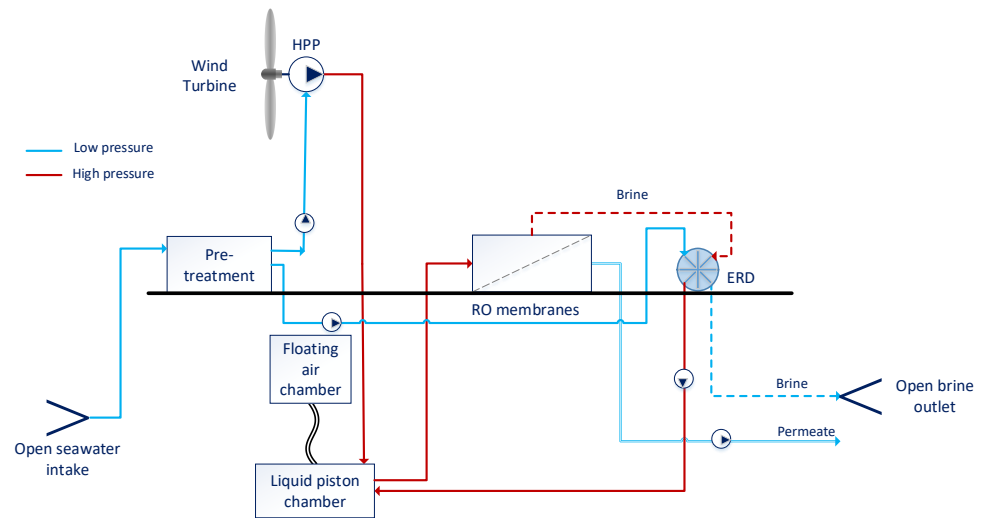 HPP
Wind
Turbine
Low pressure
High pressure
Brine
Pre-
treatment
ERD
RO membranes
Floating
air
chamber
Brine
Open brine
outlet
Permeate
Open seawater
intake
Liquid piston
chamber